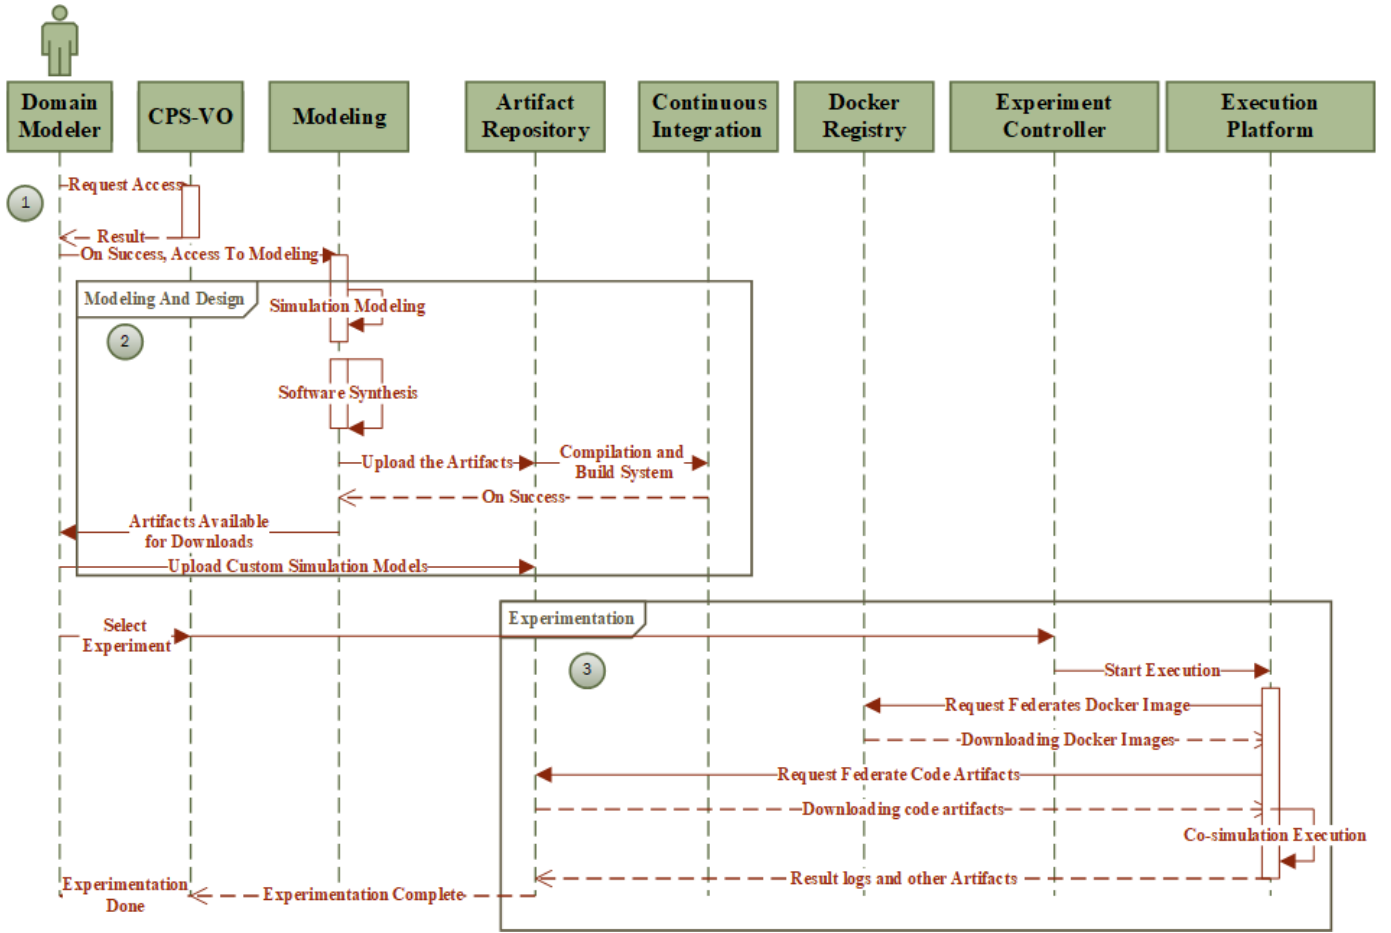 Domain
Modeler
CPS-VO
Modeling
Artifact
Repository
Continuous
Integration
Docker
Registry
Experiment
Controller
Execution
Platform
1
Request Access
Result
On Success, Access To Modeling
Modeling And Design
2
Simulation Modeling
Software Synthesis
Upload the Artifacts
Compilation and
Build System
On Success
Artifacts Available
for Downloads
Upload Custom Simulation Models
Experimentation
3
Select
Experiment
Start Execution
Request Federates Docker Image
Downloading Docker Images
Request Federate Code Artifacts
Downloading code artifacts
Co-simulation Execution
Result logs and other Artifacts
Experimentation Complete
Experimentation
Done